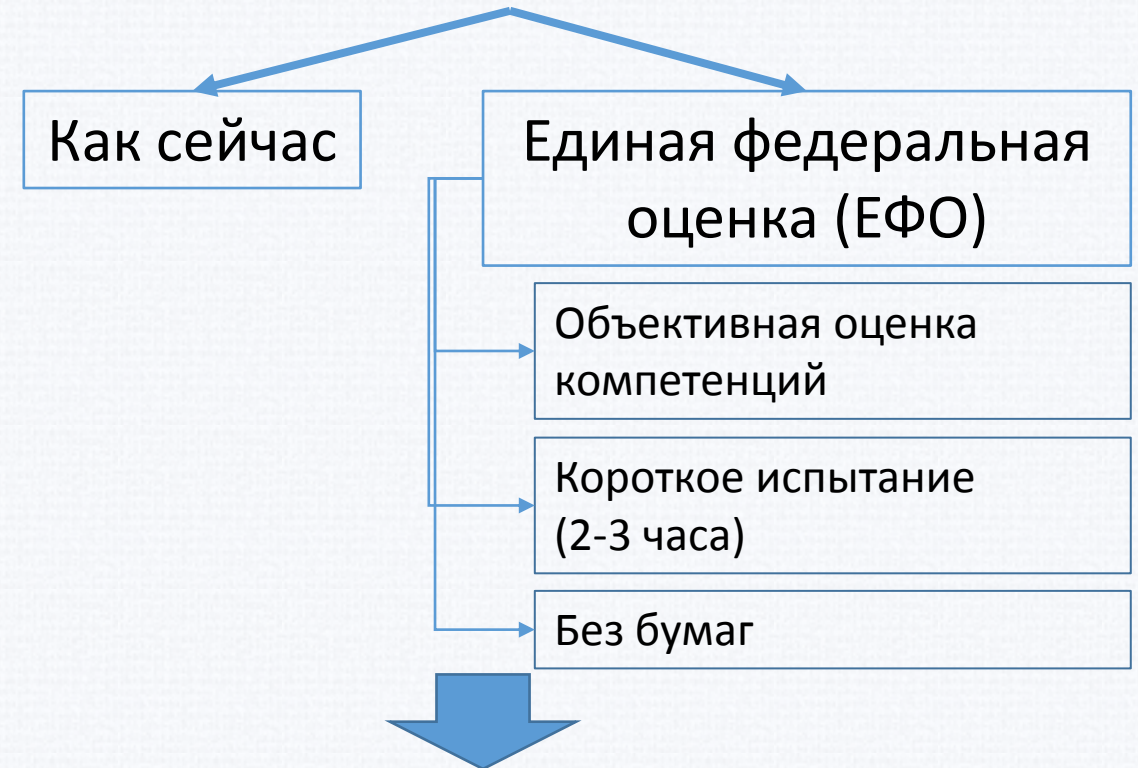 Как сейчас
Единая федеральная
оценка (ЕФО)
Объективная оценка
компетенций
Короткое испытание
(2-3 часа)
Без бумаг